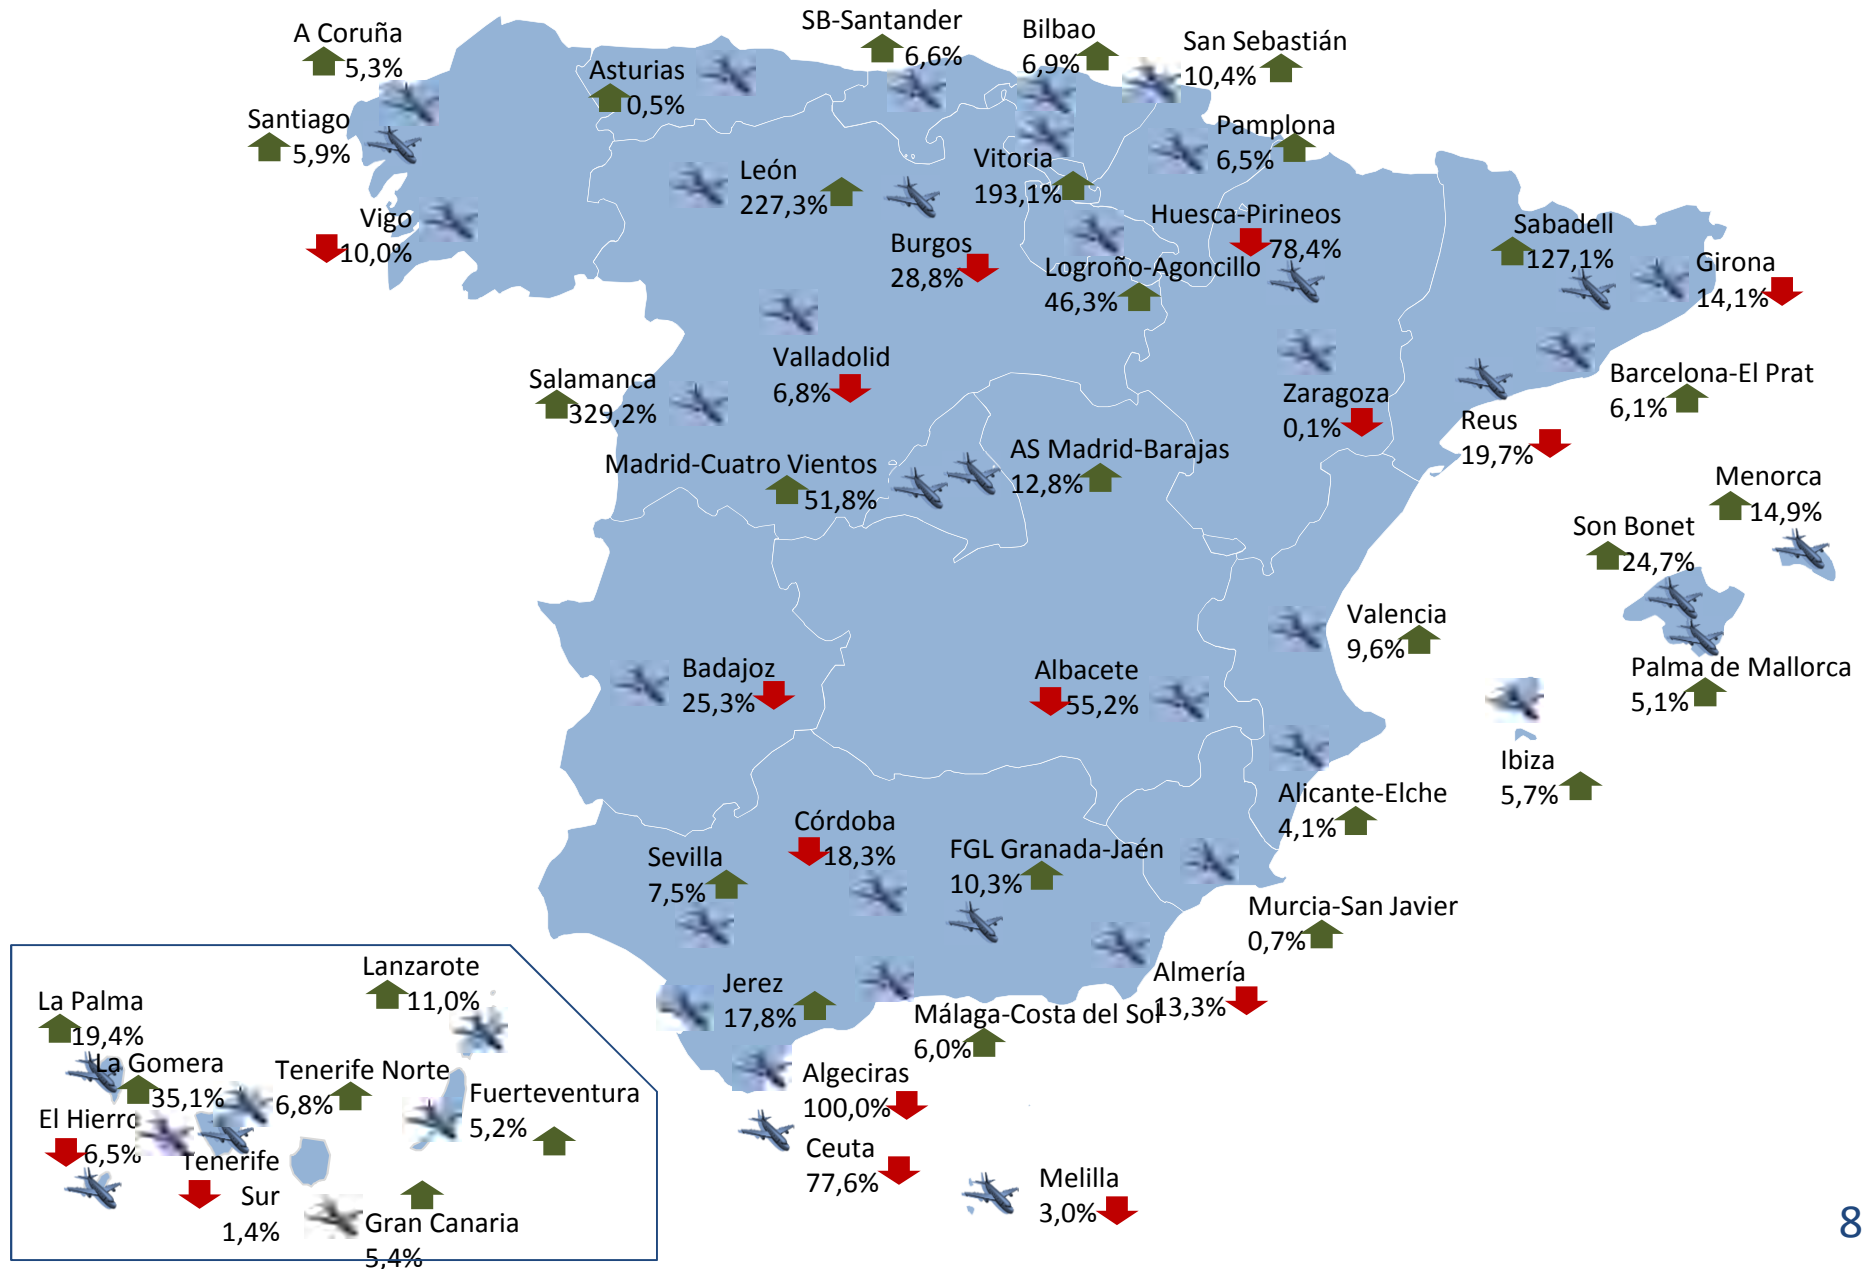 A Coruña
5,3%
SB-Santander
6,6%
Bilbao
6,9%
San Sebastián
10,4%
Asturias
0,5%
Santiago
5,9%
Pamplona
6,5%
León
227,3%
Vitoria
193,1%
Vigo
10,0%
Burgos
28,8%
Huesca-Pirineos
78,4%
Logroño-Agoncillo
46,3%
Sabadell
127,1%
Girona
14,1%
Valladolid
6,8%
Salamanca
329,2%
Zaragoza
0,1%
Barcelona-El Prat
6,1%
Reus
19,7%
Madrid-Cuatro Vientos
51,8%
AS Madrid-Barajas
12,8%
Menorca
14,9%
Son Bonet
24,7%
Valencia
9,6%
Palma de Mallorca
5,1%
Badajoz
25,3%
Albacete
55,2%
Ibiza
5,7%
Alicante-Elche
4,1%
Córdoba
18,3%
Sevilla
7,5%
FGL Granada-Jaén
10,3%
Murcia-San Javier
0,7%
Almería
13,3%
Jerez
17,8%
Málaga-Costa del Sol
6,0%
Algeciras
100,0%
Ceuta
77,6%
Melilla
3,0%
Lanzarote
11,0%
La Palma
19,4%
La Gomera
35,1%
Tenerife Norte
6,8%
Fuerteventura
5,2%
El Hierro
6,5%
Tenerife
Sur
1,4%
Gran Canaria
5,4%
8